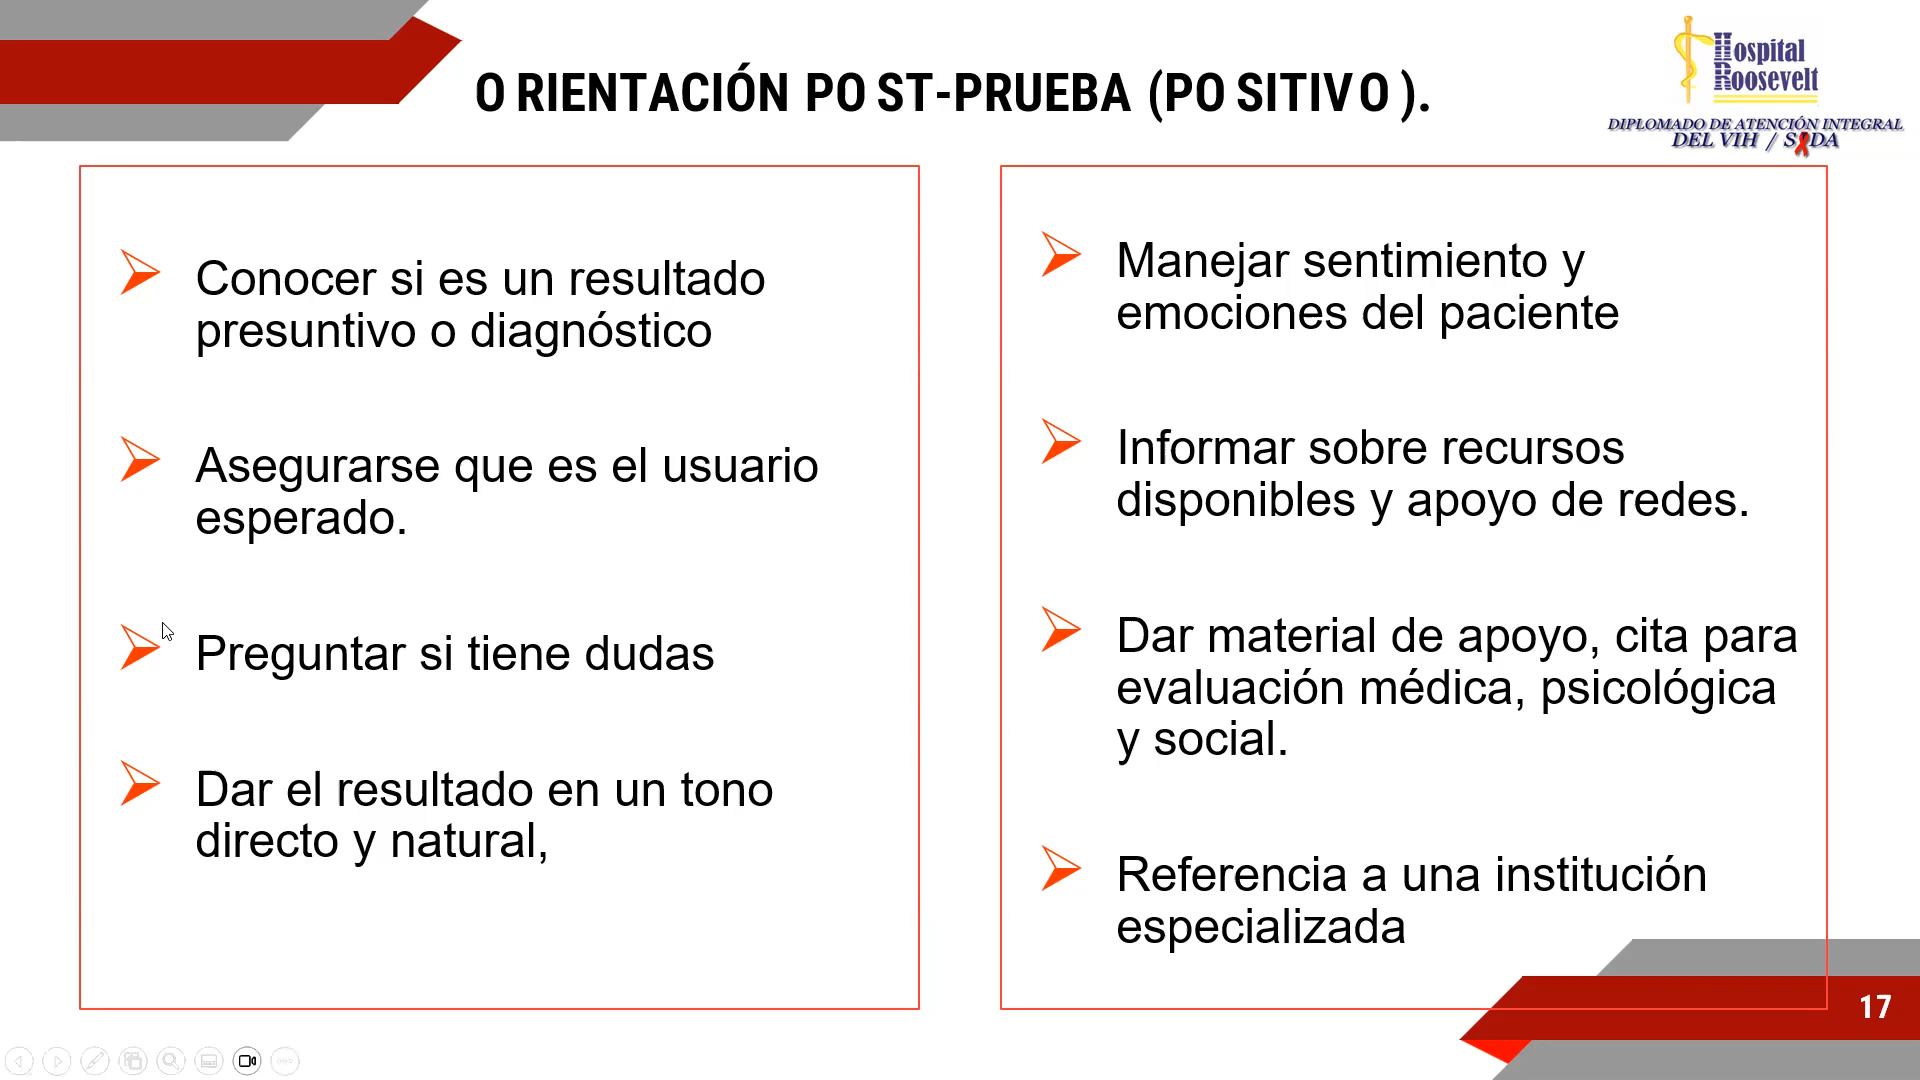 ORIENTACIÓN POST-PRUEBA (POSITIVO).
Hospital
Roosevelt
DIPLOMADO DE ATENCIÓN INTEGRAL
DEL VIH / SIDA
Conocer si es un resultado
presuntivo o diagnóstico
Asegurarse que es el usuario
esperado.
Preguntar si tiene dudas
Dar el resultado en un tono
directo y natural,
Manejar sentimiento y
emociones del paciente
Informar sobre recursos
disponibles y apoyo de redes.
Dar material de apoyo, cita para
evaluación médica, psicológica
y social.
Referencia a una institución
especializada
17